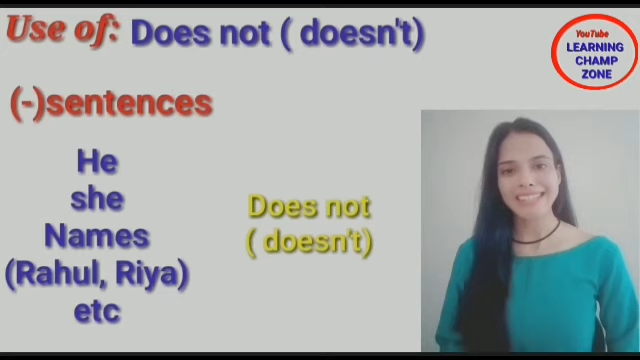 Use of: Does not ( doesn't)
YouTube
LEARNING
CHAMP
ZONE
(-)sentences
He
she
Names
(Rahul, Riya)
etc
Does not
( doesn't)